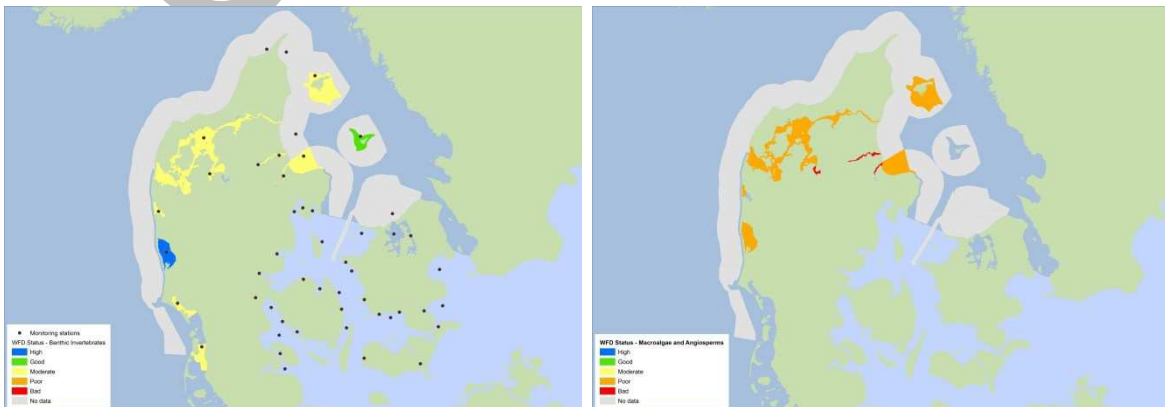 Monitoring stations
WFD Status - Benthic Invertebrates
High
Good
Moderate
Poor
Bad
No data
WFD Status - Macroalgae and Angiosperms
High
Good
Moderate
Poor
Bad
No data